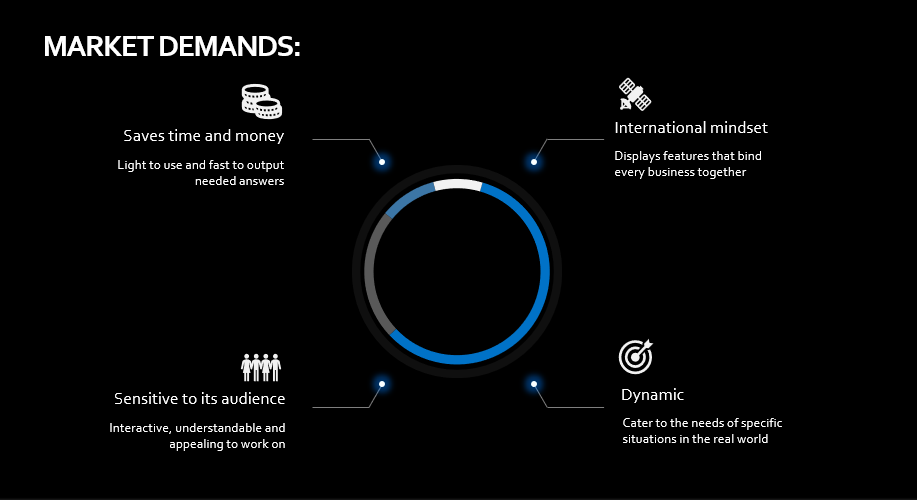 MARKET DEMANDS:
Saves time and money
Light to use and fast to output
needed answers
International mindset
Displays features that bind
every business together
Sensitive to its audience
Interactive, understandable and
appealing to work on
Dynamic
Cater to the needs of specific
situations in the real world